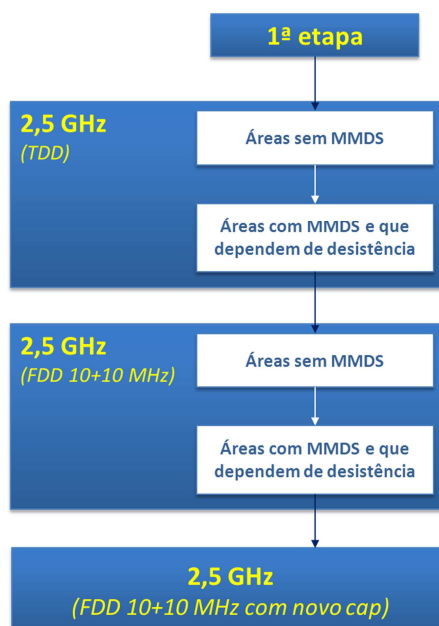 1ª etapa
2,5 GHz
(TDD)
Áreas sem MMDS
Áreas com MMDS e que
dependem de desistência
2,5 GHz
(FDD 10+10 MHz)
Áreas sem MMDS
Áreas com MMDS e que
dependem de desistência
2,5 GHz
(FDD 10+10 MHz com novo cap)